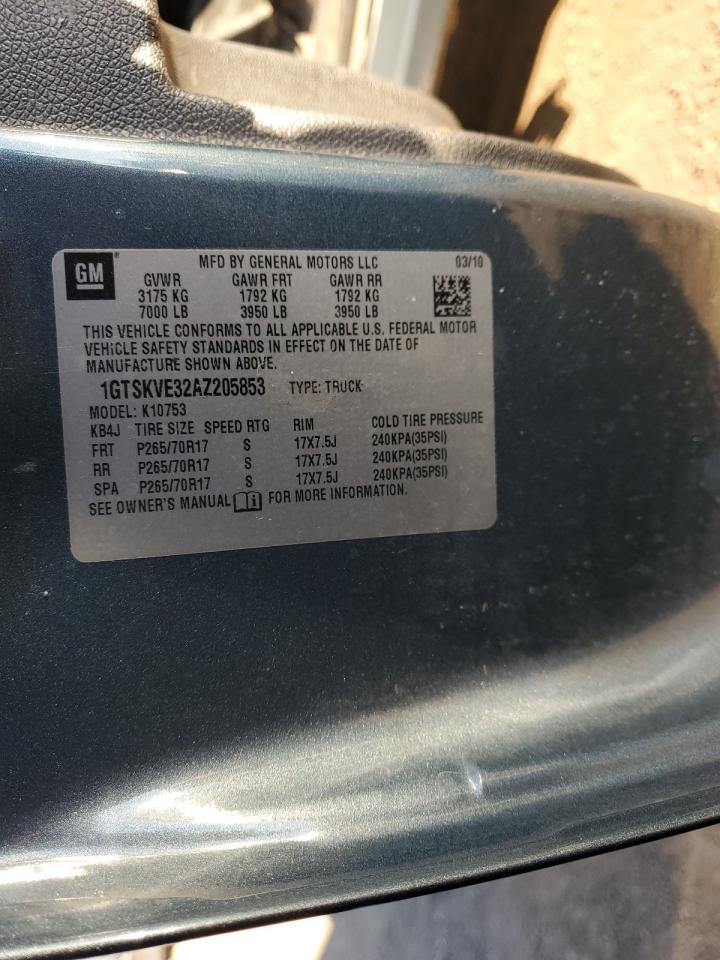 GM® MFD BY GENERAL MOTORS LLC 03/10
GVWR GAWR FRT GAWR RR
3175 KG 1792 KG 1792 KG
7000 LB 3950 LB 3950 LB
THIS VEHICLE CONFORMS TO ALL APPLICABLE U.S. FEDERAL MOTOR
VEHICLE SAFETY STANDARDS IN EFFECT ON THE DATE OF
MANUFACTURE SHOWN ABOVE.
1GTSKVE32AZ205853 TYPE: TRUCK
MODEL: K10753
KB4J TIRE SIZE SPEED RTG RIM COLD TIRE PRESSURE
FRT P265/70R17 S 17X7.5J 240KPA(35PSI)
RR P265/70R17 S 17X7.5J 240KPA(35PSI)
SPA P265/70R17 S 17X7.5J 240KPA(35PSI)
SEE OWNER'S MANUAL i FOR MORE INFORMATION.